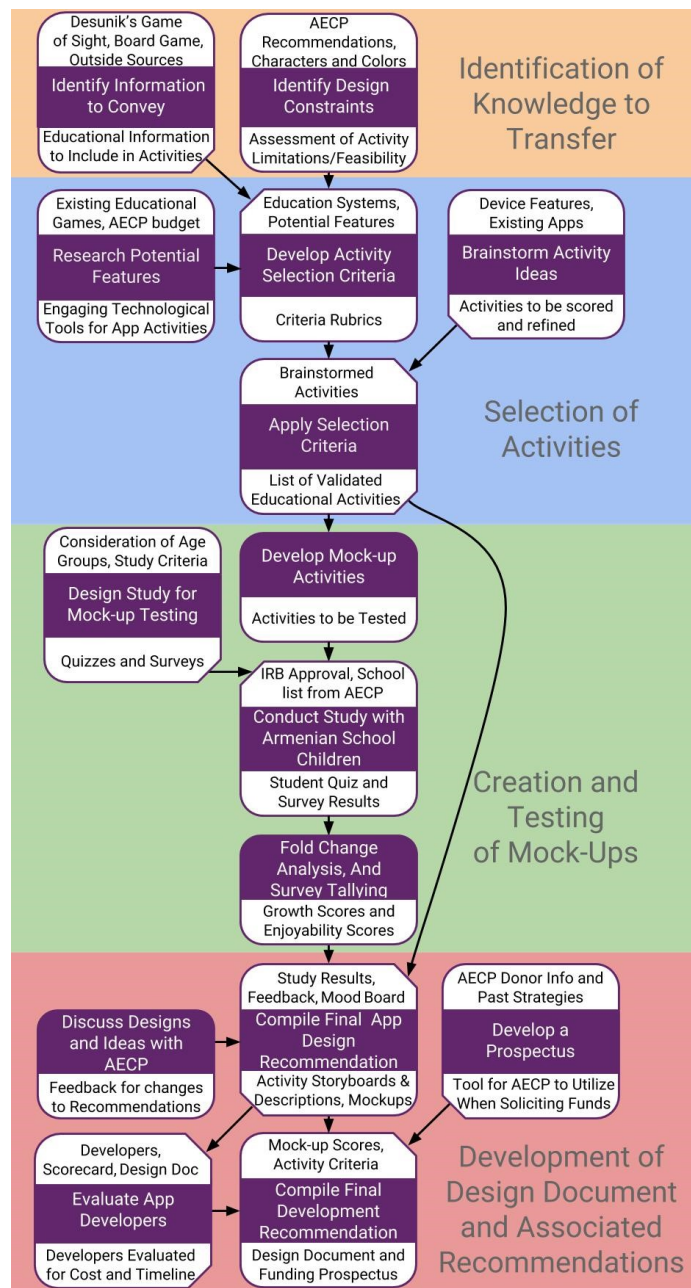 Desunik's Game
of Sight, Board Game,
Outside Sources
Identify Information
to Convey
Educational Information
to Include in Activities
AECP
Recommendations,
Characters and Colors
Identify Design
Constraints
Assessment of Activity
Limitations/Feasibility
Identification of
Knowledge to
Transfer
Existing Educational
Games, AECP budget
Research Potential
Features
Engaging Technological
Tools for App Activities
Education Systems,
Potential Features
Develop Activity
Selection Criteria
Criteria Rubrics
Device Features,
Existing Apps
Brainstorm Activity
Ideas
Activities to be scored
and refined
Brainstormed
Activities
Apply Selection
Criteria
List of Validated
Educational Activities
Selection of
Activities
Consideration of Age
Groups, Study Criteria
Design Study for
Mock-up Testing
Quizzes and Surveys
Develop Mock-up
Activities
Activities to be Tested
IRB Approval, School
list from AECP
Conduct Study with
Armenian School
Children
Student Quiz and
Survey Results
Fold Change
Analysis, And
Survey Tallying
Growth Scores and
Enjoyability Scores
Creation and
Testing
of Mock-Ups
Discuss Designs
and Ideas with
AECP
Feedback for changes
to Recommendations
Study Results,
Feedback, Mood Board
Compile Final App
Design
Recommendation
Activity Storyboards &
Descriptions, Mockups
AECP Donor Info and
Past Strategies
Develop a
Prospectus
Tool for AECP to Utilize
When Soliciting Funds
Developers,
Scorecard, Design Doc
Evaluate App
Developers
Developers Evaluated
for Cost and Timeline
Mock-up Scores,
Activity Criteria
Compile Final
Development
Recommendation
Design Document and
Funding Prospectus
Development of
Design Document
and Associated
Recommendations